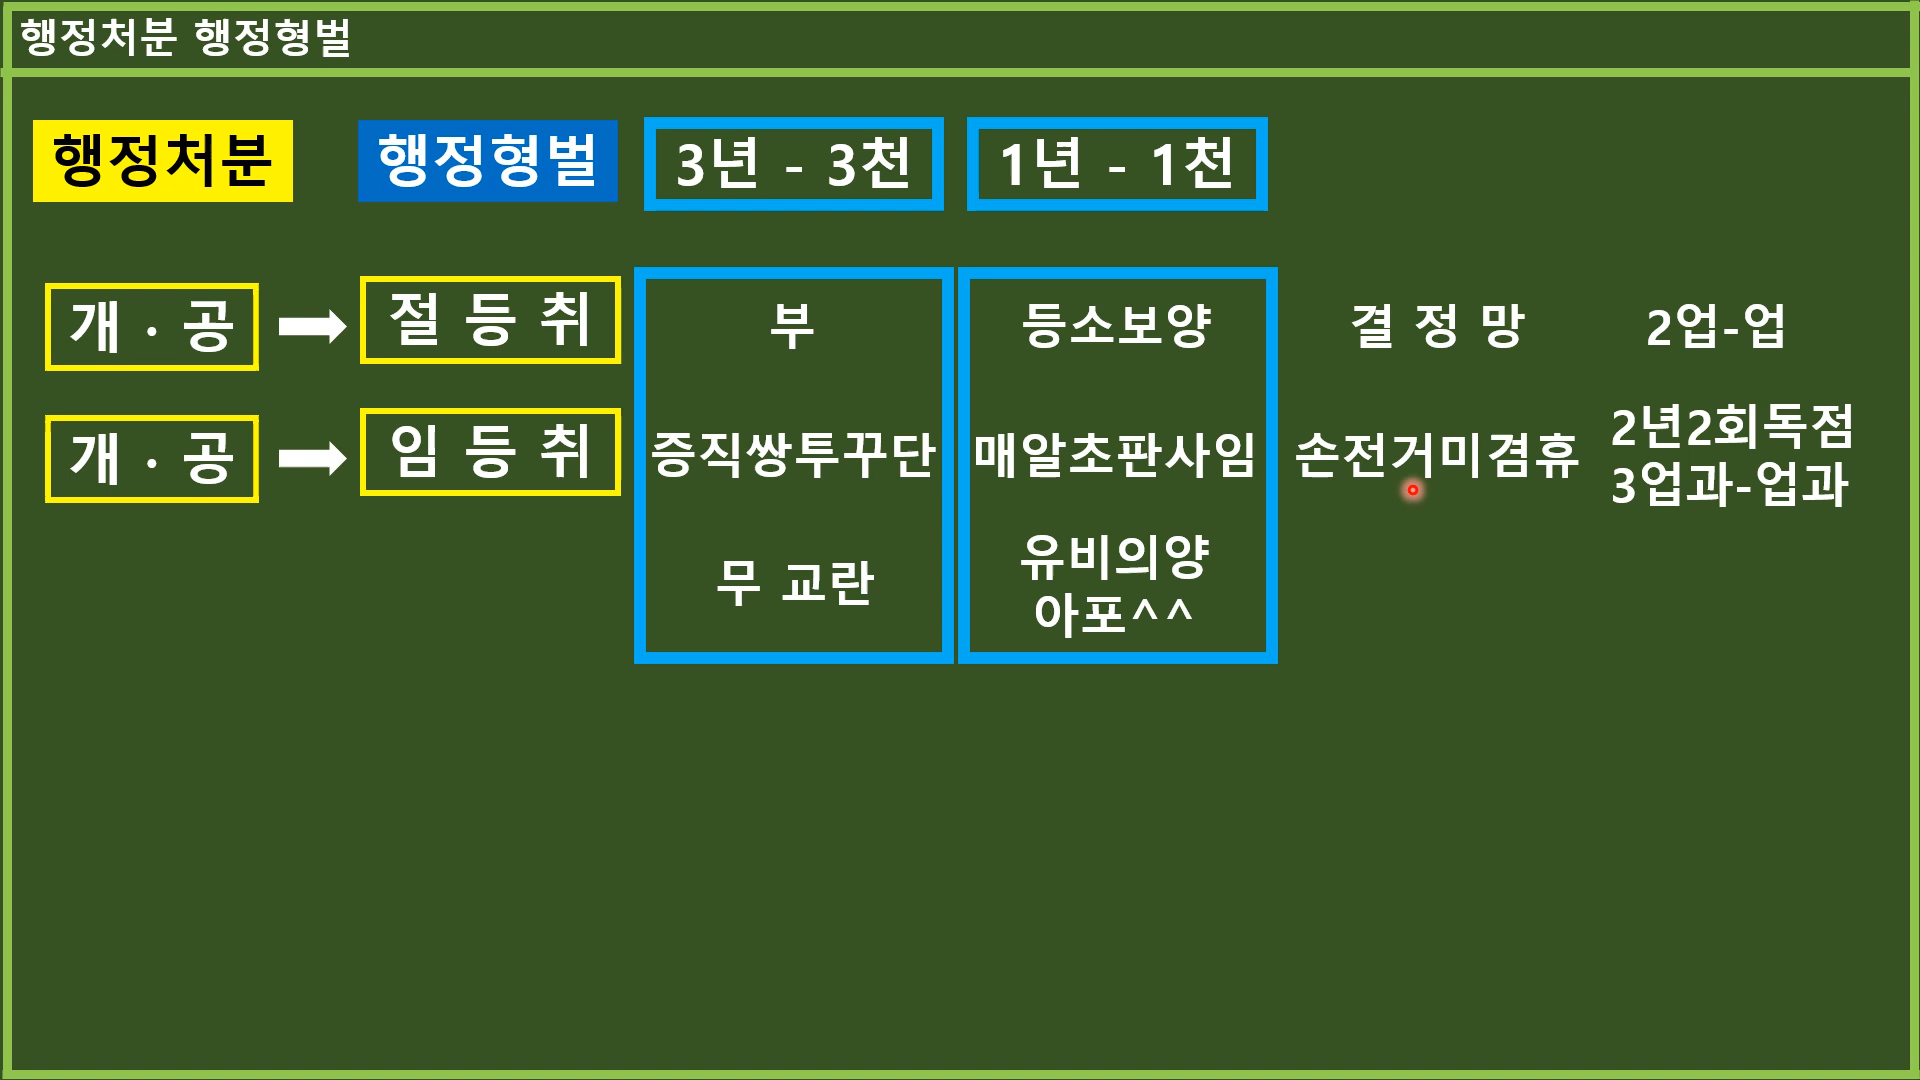 행정처분 행정형벌
행정처분 행정형벌 3년 - 3천 1년 - 1천
개 · 공 절 등 취 부 등소보양 결 정 망 2업-업
개 · 공 임 등 취 증직쌍투꾸단 매알초판사임 손전거미겸휴 2년2회독점
3업과-업과
무 교란 유비의양
아포^^